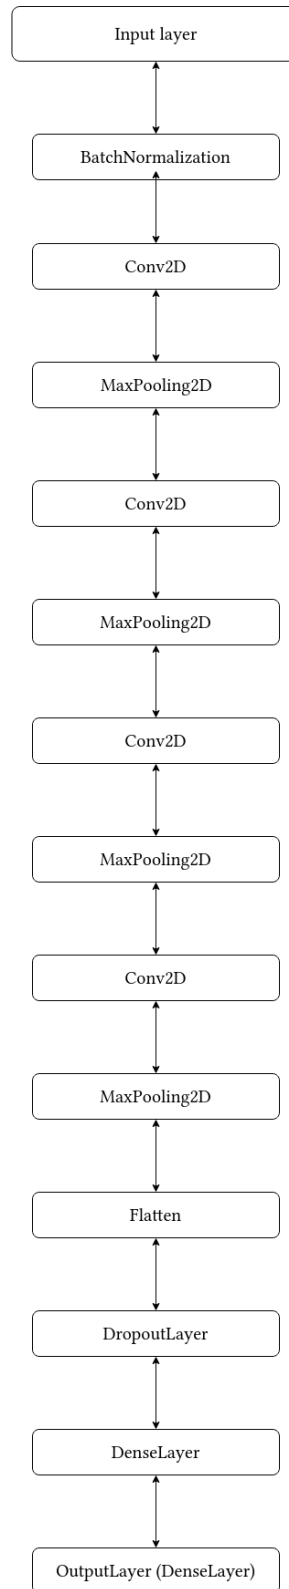 Input layer
BatchNormalization
Conv2D
MaxPooling2D
Conv2D
MaxPooling2D
Conv2D
MaxPooling2D
Conv2D
MaxPooling2D
Flatten
DropoutLayer
DenseLayer
OutputLayer (DenseLayer)